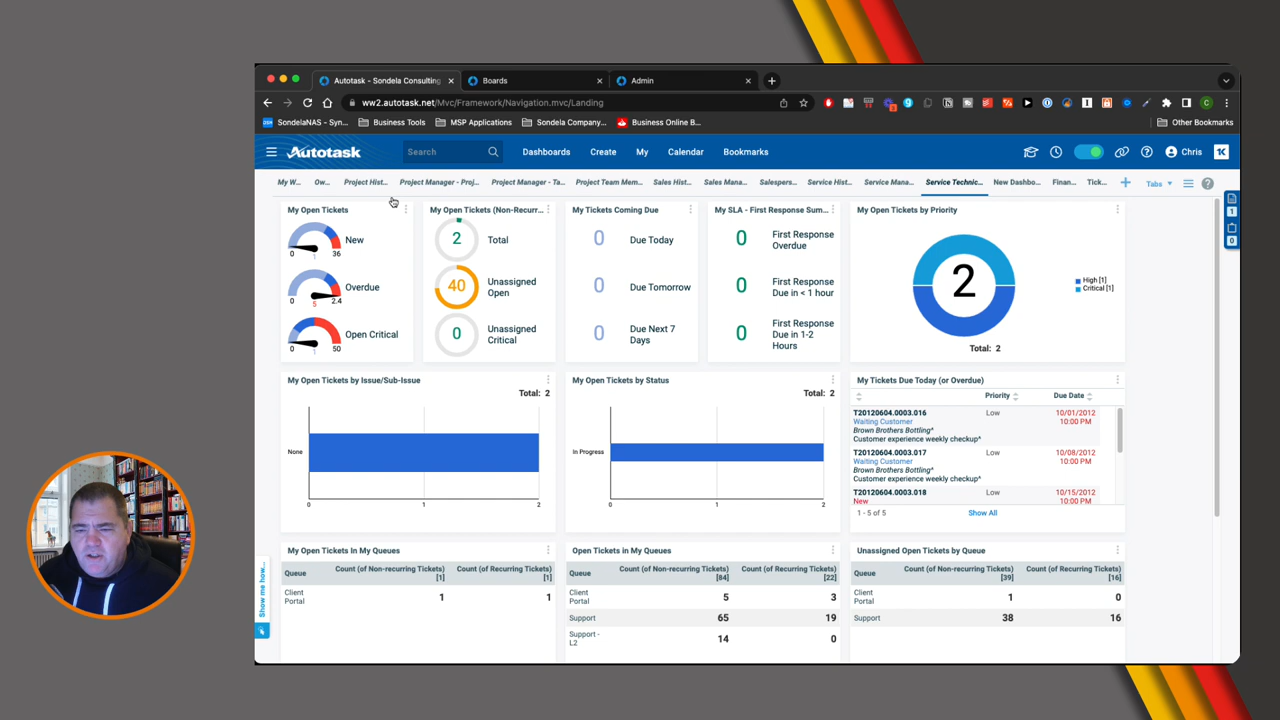 Autotask - Sondela Consulting
Boards
Admin
ww2.autotask.net/Mvc/Framework/Navigation.mvc/Landing
SondelaNAS - Syn...
Business Tools
MSP Applications
Sondela Company...
Business Online B...
Other Bookmarks
Autotask
Search
Dashboards
Create
My
Calendar
Bookmarks
Chris
My W...
Ow...
Project Hist...
Project Manager - Proj...
Project Manager - Ta...
Project Team Mem...
Sales Hist...
Sales Mana...
Salespers...
Service Hist...
Service Mana...
Service Technic...
New Dashbo...
Finan...
Tick...
Tabs
1
0
My Open Tickets
New
0 1 36
Overdue
0 5 2.4
Open Critical
0 1 50
My Open Tickets (Non-Recurr...
2 Total
40 Unassigned
Open
0 Unassigned
Critical
My Tickets Coming Due
0 Due Today
0 Due Tomorrow
0 Due Next 7
Days
My SLA - First Response Sum...
0 First Response
Overdue
0 First Response
Due in < 1 hour
0 First Response
Due in 1-2
Hours
My Open Tickets by Priority
2
High [1]
Critical [1]
Total: 2
My Open Tickets by Issue/Sub-Issue
Total: 2
None
0 1 2
My Open Tickets by Status
Total: 2
In Progress
0 1 2
My Tickets Due Today (or Overdue)
Priority Due Date
T20120604.0003.016 Low 10/01/2012
Waiting Customer 10:00 PM
Brown Brothers Bottling*
Customer experience weekly checkup*
T20120604.0003.017 Low 10/08/2012
Waiting Customer 10:00 PM
Brown Brothers Bottling*
Customer experience weekly checkup*
T20120604.0003.018 Low 10/15/2012
New 10:00 PM
1 - 5 of 5 Show All
Show me how...
My Open Tickets In My Queues
Queue Count (of Non-recurring Tickets) Count (of Recurring Tickets)
[1] [1]
Client
Portal 1 1
Open Tickets in My Queues
Queue Count (of Non-recurring Tickets) Count (of Recurring Tickets)
[84] [22]
Client
Portal 5 3
Support 65 19
Support -
L2 14 0
Unassigned Open Tickets by Queue
Queue Count (of Non-recurring Tickets) Count (of Recurring Tickets)
[39] [16]
Client
Portal 1 0
Support 38 16